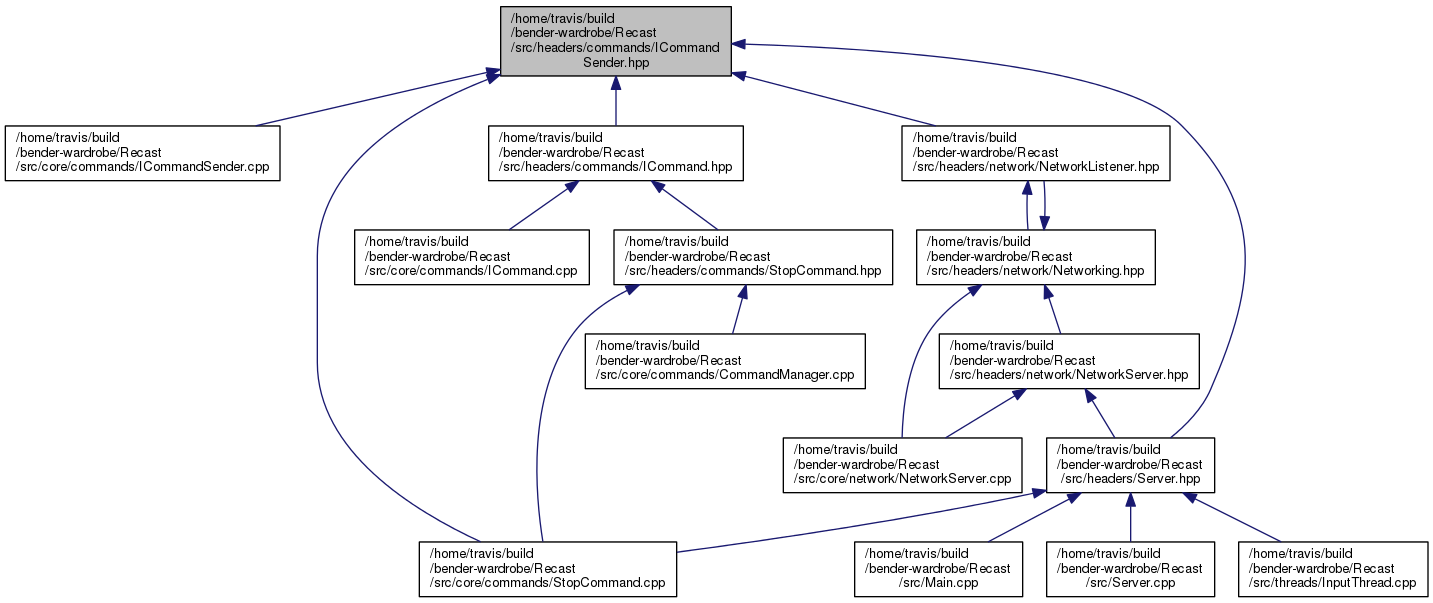 /home/travis/build
/bender-wardrobe/Recast
/src/headers/commands/ICommand
Sender.hpp
/home/travis/build
/bender-wardrobe/Recast
/src/core/commands/ICommandSender.cpp
/home/travis/build
/bender-wardrobe/Recast
/src/headers/commands/ICommand.hpp
/home/travis/build
/bender-wardrobe/Recast
/src/headers/network/NetworkListener.hpp
/home/travis/build
/bender-wardrobe/Recast
/src/core/commands/ICommand.cpp
/home/travis/build
/bender-wardrobe/Recast
/src/headers/commands/StopCommand.hpp
/home/travis/build
/bender-wardrobe/Recast
/src/headers/network/Networking.hpp
/home/travis/build
/bender-wardrobe/Recast
/src/core/commands/CommandManager.cpp
/home/travis/build
/bender-wardrobe/Recast
/src/headers/network/NetworkServer.hpp
/home/travis/build
/bender-wardrobe/Recast
/src/core/network/NetworkServer.cpp
/home/travis/build
/bender-wardrobe/Recast
/src/headers/Server.hpp
/home/travis/build
/bender-wardrobe/Recast
/src/core/commands/StopCommand.cpp
/home/travis/build
/bender-wardrobe/Recast
/src/Main.cpp
/home/travis/build
/bender-wardrobe/Recast
/src/Server.cpp
/home/travis/build
/bender-wardrobe/Recast
/src/threads/InputThread.cpp